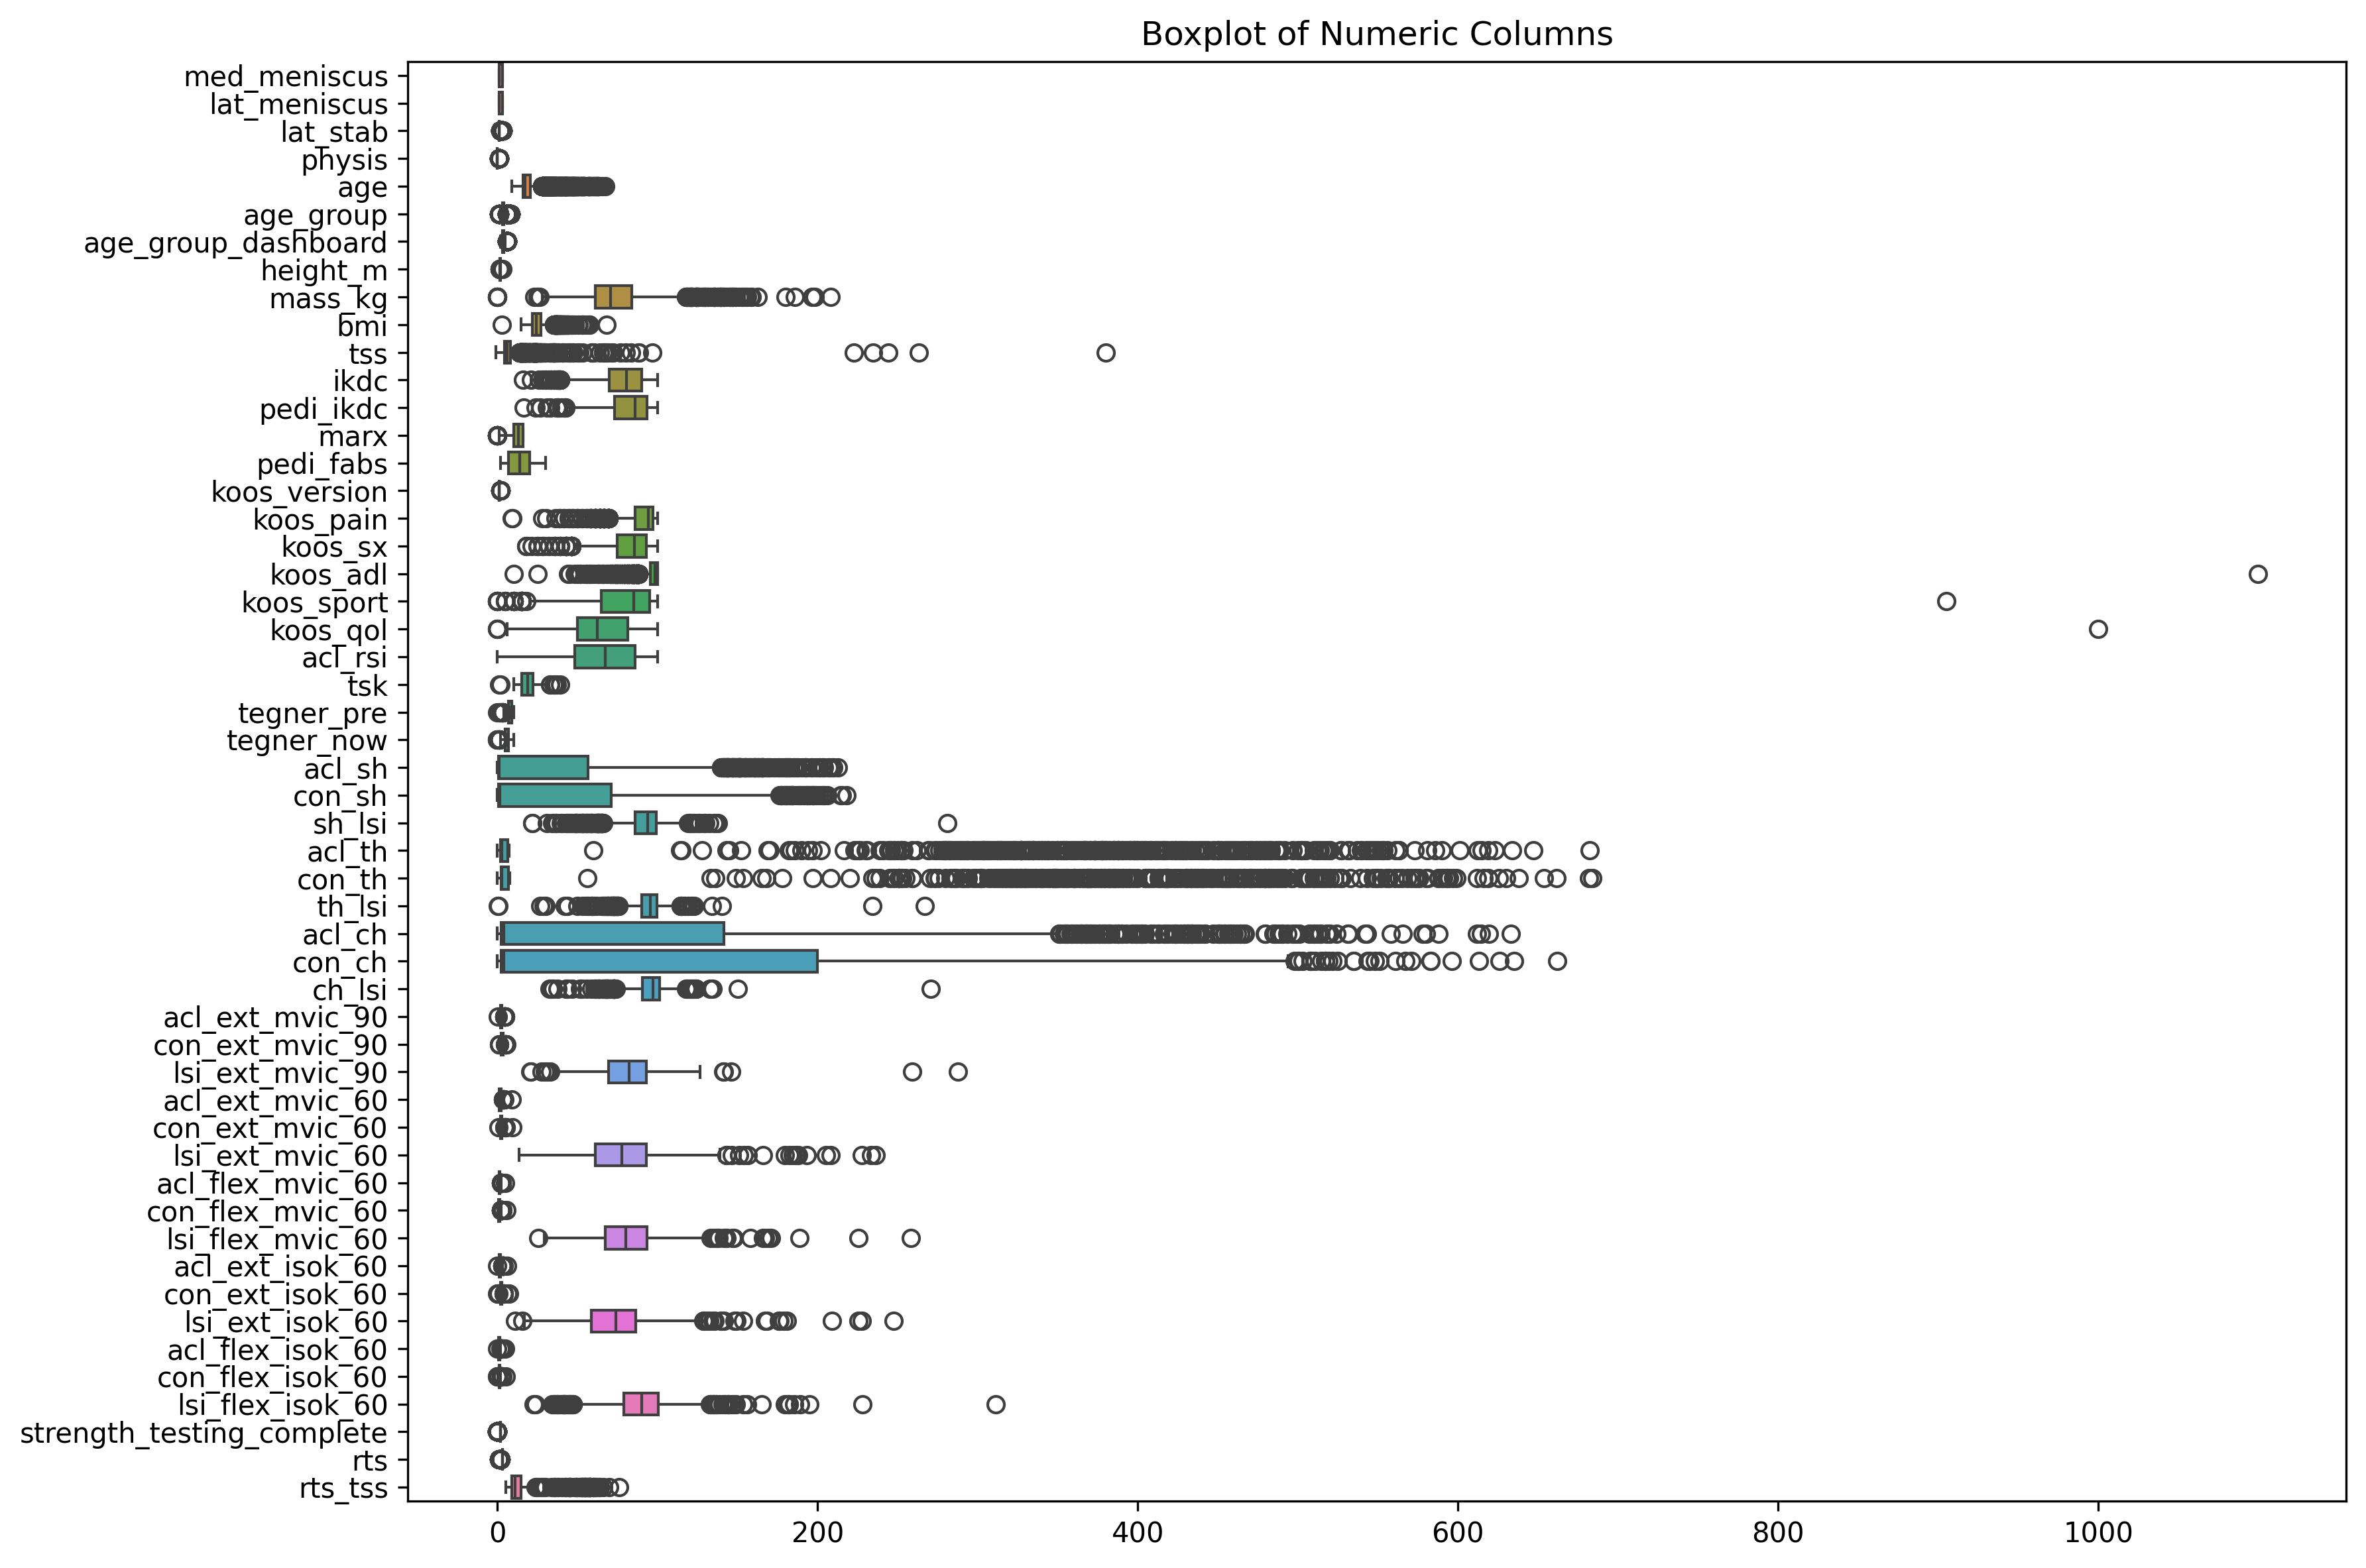 Boxplot of Numeric Columns
med_meniscus
lat_meniscus
lat_stab
physis
age
age_group
age_group_dashboard
height_m
mass_kg
bmi
tss
ikdc
pedi_ikdc
marx
pedi_fabs
koos_version
koos_pain
koos_sx
koos_adl
koos_sport
koos_qol
acl_rsi
tsk
tegner_pre
tegner_now
acl_sh
con_sh
sh_lsi
acl_th
con_th
th_lsi
acl_ch
con_ch
ch_lsi
acl_ext_mvic_90
con_ext_mvic_90
lsi_ext_mvic_90
acl_ext_mvic_60
con_ext_mvic_60
lsi_ext_mvic_60
acl_flex_mvic_60
con_flex_mvic_60
lsi_flex_mvic_60
acl_ext_isok_60
con_ext_isok_60
lsi_ext_isok_60
acl_flex_isok_60
con_flex_isok_60
lsi_flex_isok_60
strength_testing_complete
rts
rts_tss
0 200 400 600 800 1000